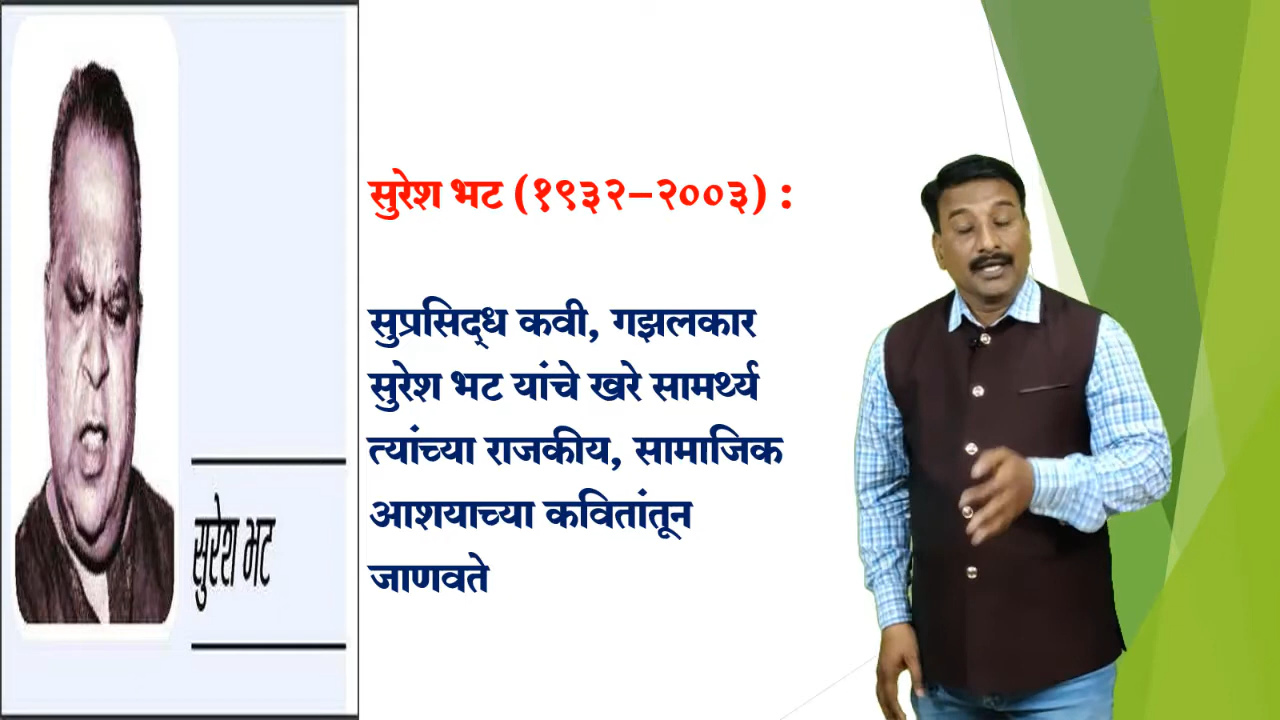 सुरेश भट
सुरेश भट (१९३२–२००३) :
सुप्रसिद्ध कवी, गझलकार
सुरेश भट यांचे खरे सामर्थ्य
त्यांच्या राजकीय, सामाजिक
आशयाच्या कवितांतून
जाणवते